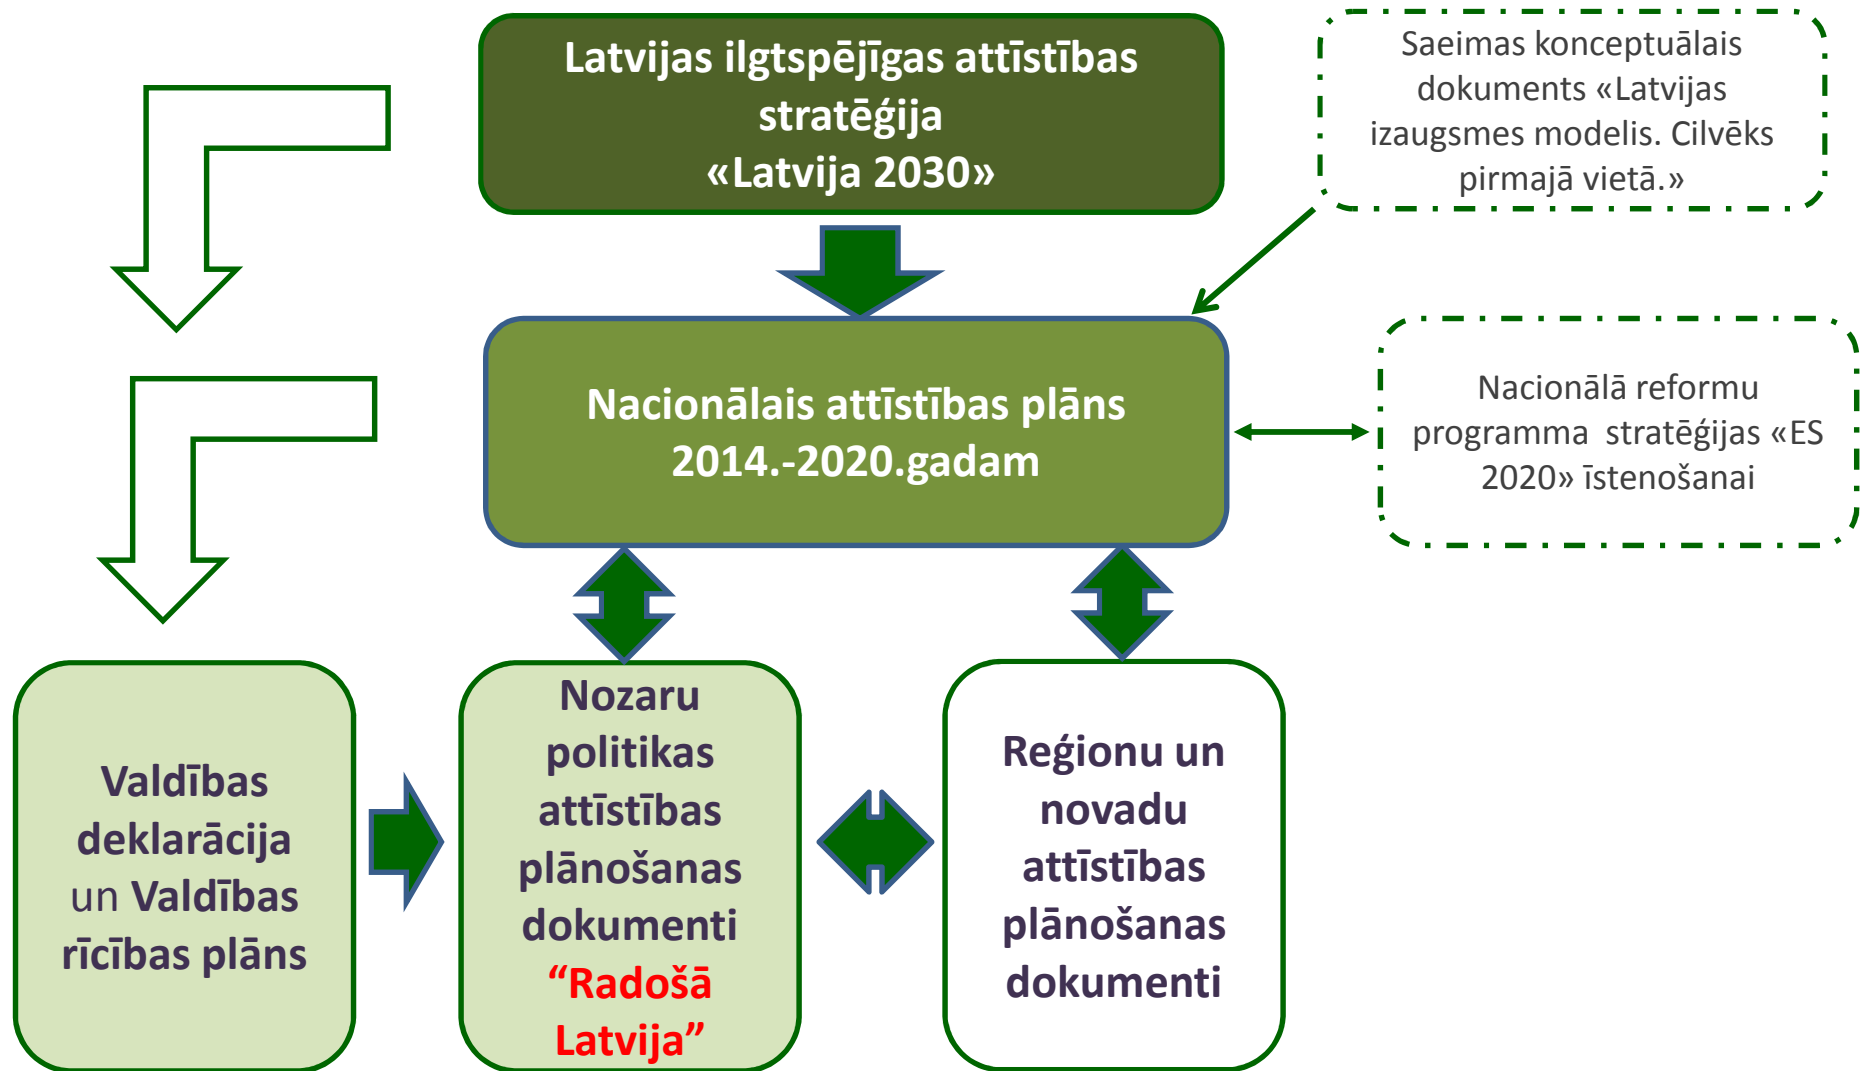 Latvijas ilgtspējīgas attīstības
stratēģija
«Latvija 2030»
Saeimas konceptuālais
dokuments «Latvijas
izaugsmes modelis. Cilvēks
pirmajā vietā.»
Nacionālais attīstības plāns
2014.-2020.gadam
Nacionālā reformu
programma stratēģijas «ES
2020» īstenošanai
Valdības
deklarācija
un Valdības
rīcības plāns
Nozaru
politikas
attīstības
plānošanas
dokumenti
“Radošā
Latvija”
Reģionu un
novadu
attīstības
plānošanas
dokumenti